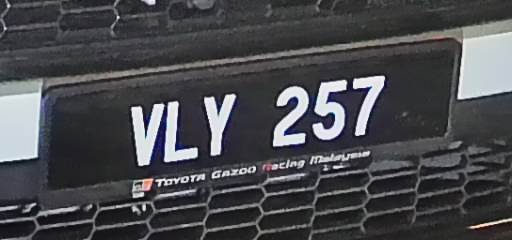 VLY 257
TOYOTA GAZOO Racing Malaysia